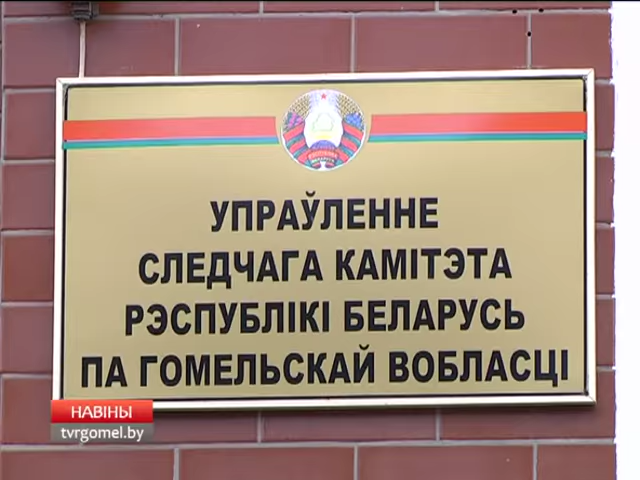 УПРАЎЛЕННЕ
СЛЕДЧАГА КАМІТЭТА
РЭСПУБЛІКІ БЕЛАРУСЬ
ПА ГОМЕЛЬСКАЙ ВОБЛАСЦІ
НАВІНЫ
tvrgomel.by